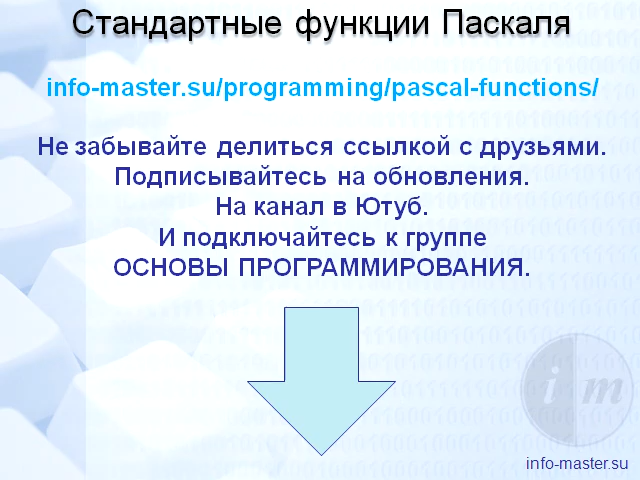 Стандартные функции Паскаля
info-master.su/programming/pascal-functions/
Не забывайте делиться ссылкой с друзьями.
Подписывайтесь на обновления.
На канал в Ютуб.
И подключайтесь к группе
ОСНОВЫ ПРОГРАММИРОВАНИЯ.
im
info-master.su